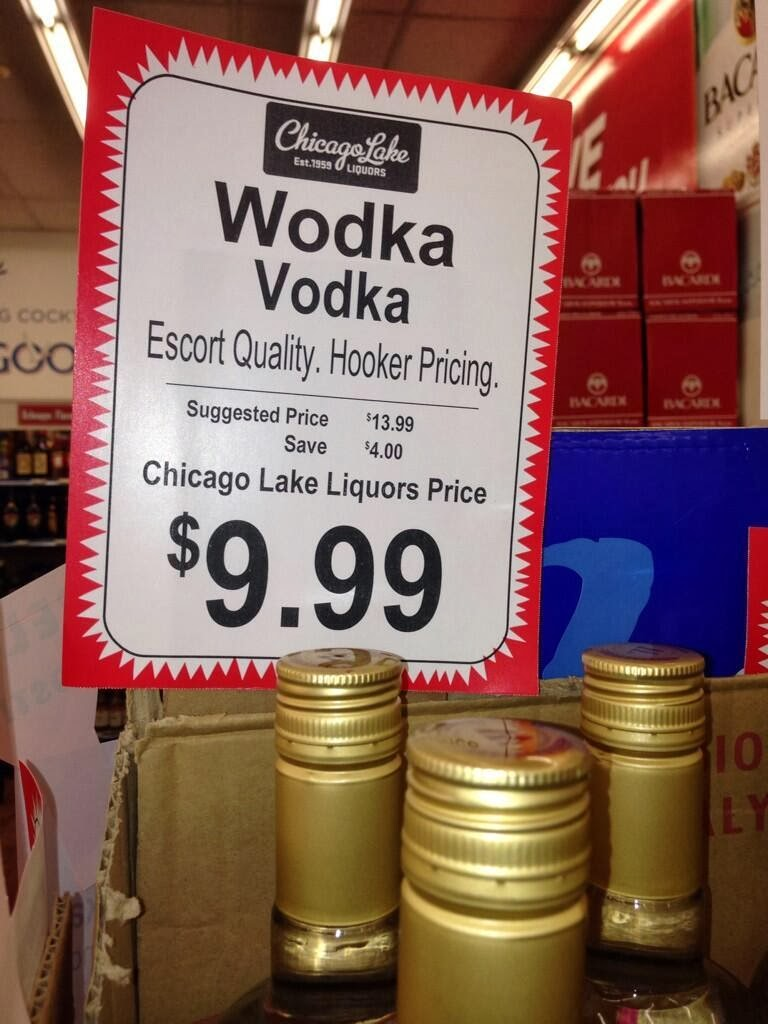 Chicago Lake
Est. 1959 LIQUORS
Wodka
Vodka
Escort Quality. Hooker Pricing.
Suggested Price $13.99
Save $4.00
Chicago Lake Liquors Price
$9.99
BACARDI
BACARDI
BACARDI
BACARDI